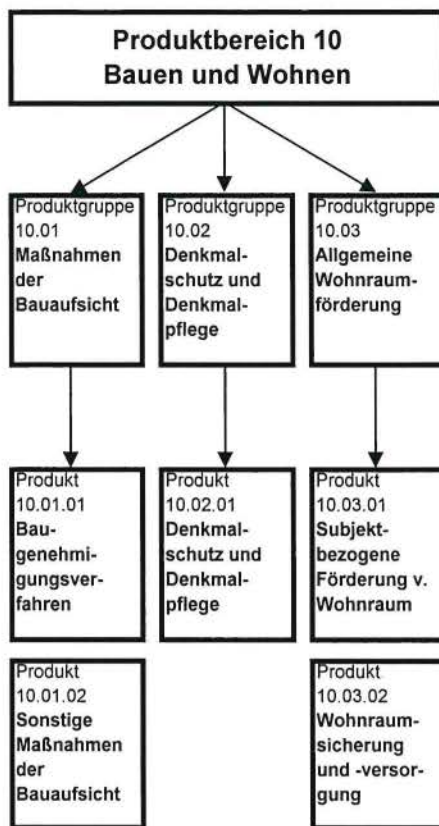 Produktbereich 10
Bauen und Wohnen
Produktgruppe
10.01
Maßnahmen
der
Bauaufsicht
Produktgruppe
10.02
Denkmal-
schutz und
Denkmal-
pflege
Produktgruppe
10.03
Allgemeine
Wohnraum-
förderung
Produkt
10.01.01
Bau-
genehmi-
gungsver-
fahren
Produkt
10.02.01
Denkmal-
schutz und
Denkmal-
pflege
Produkt
10.03.01
Subjekt-
bezogene
Förderung v.
Wohnraum
Produkt
10.01.02
Sonstige
Maßnahmen
der
Bauaufsicht
Produkt
10.03.02
Wohnraum-
sicherung
und -versor-
gung